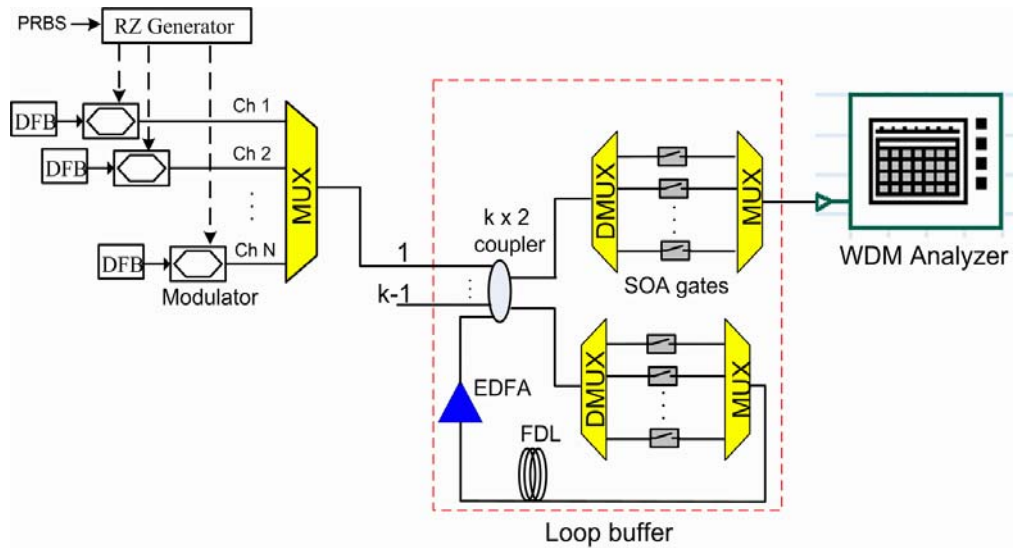 PRBS
RZ Generator
DFB
Ch 1
DFB
Ch 2
DFB
Ch N
Modulator
MUX
1
k-1
k x 2
coupler
DMUX
MUX
SOA gates
DMUX
MUX
EDFA
FDL
Loop buffer
WDM Analyzer